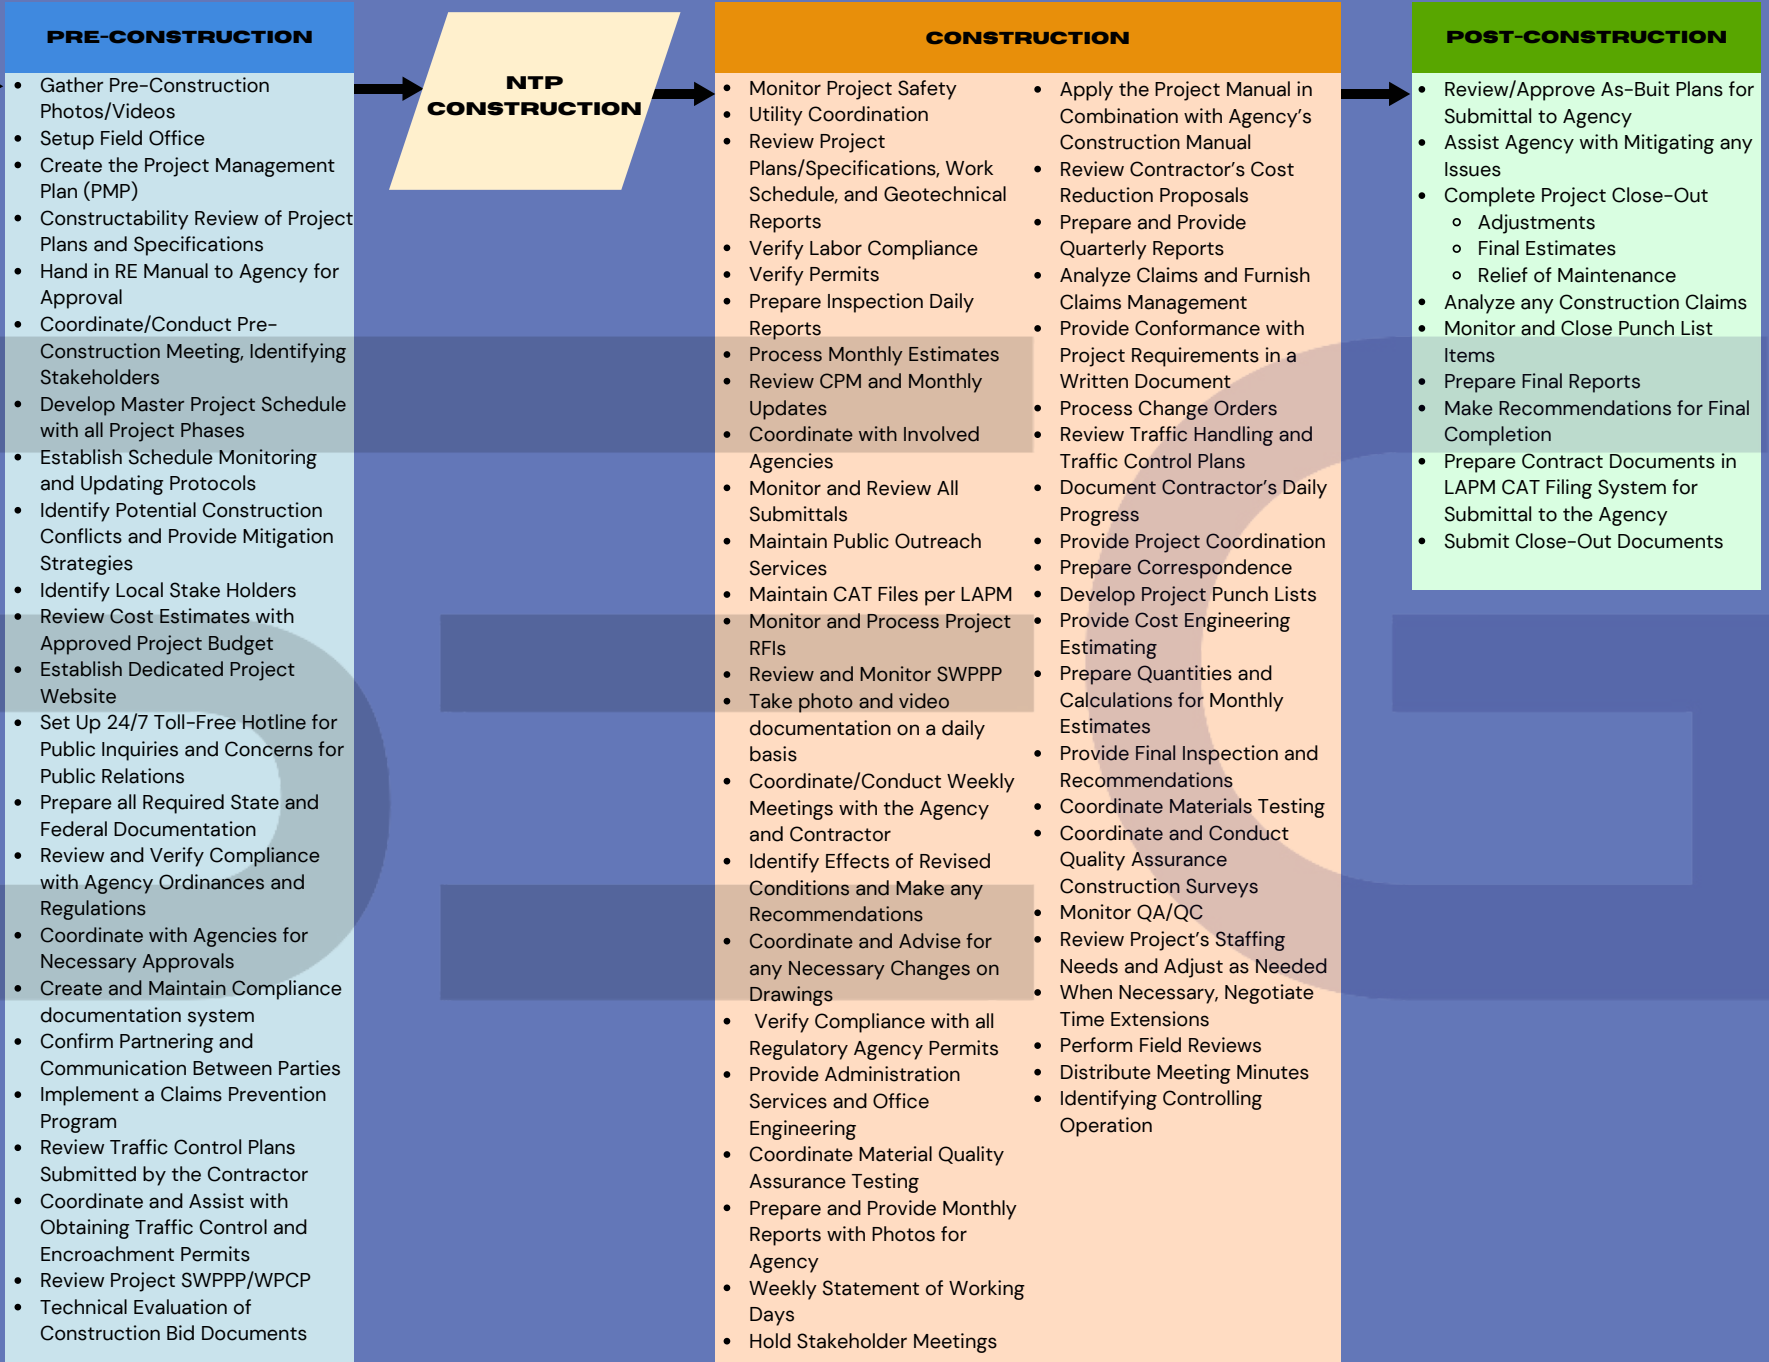 PRE-CONSTRUCTION
Gather Pre-Construction
Photos/Videos
Setup Field Office
Create the Project Management
Plan (PMP)
Constructability Review of Project
Plans and Specifications
Hand in RE Manual to Agency for
Approval
Coordinate/Conduct Pre-
Construction Meeting, Identifying
Stakeholders
Develop Master Project Schedule
with all Project Phases
Establish Schedule Monitoring
and Updating Protocols
Identify Potential Construction
Conflicts and Provide Mitigation
Strategies
Identify Local Stake Holders
Review Cost Estimates with
Approved Project Budget
Establish Dedicated Project
Website
Set Up 24/7 Toll-Free Hotline for
Public Inquiries and Concerns for
Public Relations
Prepare all Required State and
Federal Documentation
Review and Verify Compliance
with Agency Ordinances and
Regulations
Coordinate with Agencies for
Necessary Approvals
Create and Maintain Compliance
documentation system
Confirm Partnering and
Communication Between Parties
Implement a Claims Prevention
Program
Review Traffic Control Plans
Submitted by the Contractor
Coordinate and Assist with
Obtaining Traffic Control and
Encroachment Permits
Review Project SWPPP/WPCP
Technical Evaluation of
Construction Bid Documents
NTP
CONSTRUCTION
CONSTRUCTION
Monitor Project Safety
Utility Coordination
Review Project
Plans/Specifications, Work
Schedule, and Geotechnical
Reports
Verify Labor Compliance
Verify Permits
Prepare Inspection Daily
Reports
Process Monthly Estimates
Review CPM and Monthly
Updates
Coordinate with Involved
Agencies
Monitor and Review All
Submittals
Maintain Public Outreach
Services
Maintain CAT Files per LAPM
Monitor and Process Project
RFIs
Review and Monitor SWPPP
Take photo and video
documentation on a daily
basis
Coordinate/Conduct Weekly
Meetings with the Agency
and Contractor
Identify Effects of Revised
Conditions and Make any
Recommendations
Coordinate and Advise for
any Necessary Changes on
Drawings
Verify Compliance with all
Regulatory Agency Permits
Provide Administration
Services and Office
Engineering
Coordinate Material Quality
Assurance Testing
Prepare and Provide Monthly
Reports with Photos for
Agency
Weekly Statement of Working
Days
Hold Stakeholder Meetings
Apply the Project Manual in
Combination with Agency's
Construction Manual
Review Contractor's Cost
Reduction Proposals
Prepare and Provide
Quarterly Reports
Analyze Claims and Furnish
Claims Management
Provide Conformance with
Project Requirements in a
Written Document
Process Change Orders
Review Traffic Handling and
Traffic Control Plans
Document Contractor's Daily
Progress
Provide Project Coordination
Prepare Correspondence
Develop Project Punch Lists
Provide Cost Engineering
Estimating
Prepare Quantities and
Calculations for Monthly
Estimates
Provide Final Inspection and
Recommendations
Coordinate Materials Testing
Coordinate and Conduct
Quality Assurance
Construction Surveys
Monitor QA/QC
Review Project's Staffing
Needs and Adjust as Needed
When Necessary, Negotiate
Time Extensions
Perform Field Reviews
Distribute Meeting Minutes
Identifying Controlling
Operation
POST-CONSTRUCTION
Review/Approve As-Buit Plans for
Submittal to Agency
Assist Agency with Mitigating any
Issues
Complete Project Close-Out
Adjustments
Final Estimates
Relief of Maintenance
Analyze any Construction Claims
Monitor and Close Punch List
Items
Prepare Final Reports
Make Recommendations for Final
Completion
Prepare Contract Documents in
LAPM CAT Filing System for
Submittal to the Agency
Submit Close-Out Documents